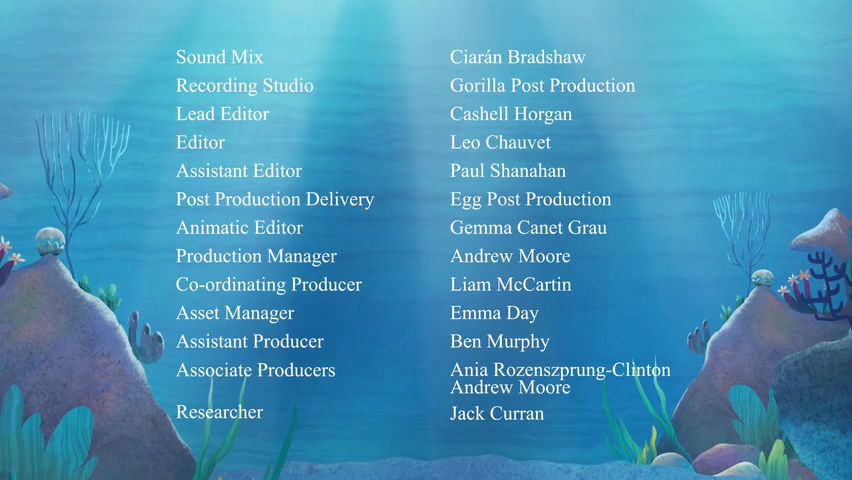 Sound Mix Ciarán Bradshaw
Recording Studio Gorilla Post Production
Lead Editor Cashell Horgan
Editor Leo Chauvet
Assistant Editor Paul Shanahan
Post Production Delivery Egg Post Production
Animatic Editor Gemma Canet Grau
Production Manager Andrew Moore
Co-ordinating Producer Liam McCartin
Asset Manager Emma Day
Assistant Producer Ben Murphy
Associate Producers Ania Rozenszprung-Clinton
Andrew Moore
Researcher Jack Curran